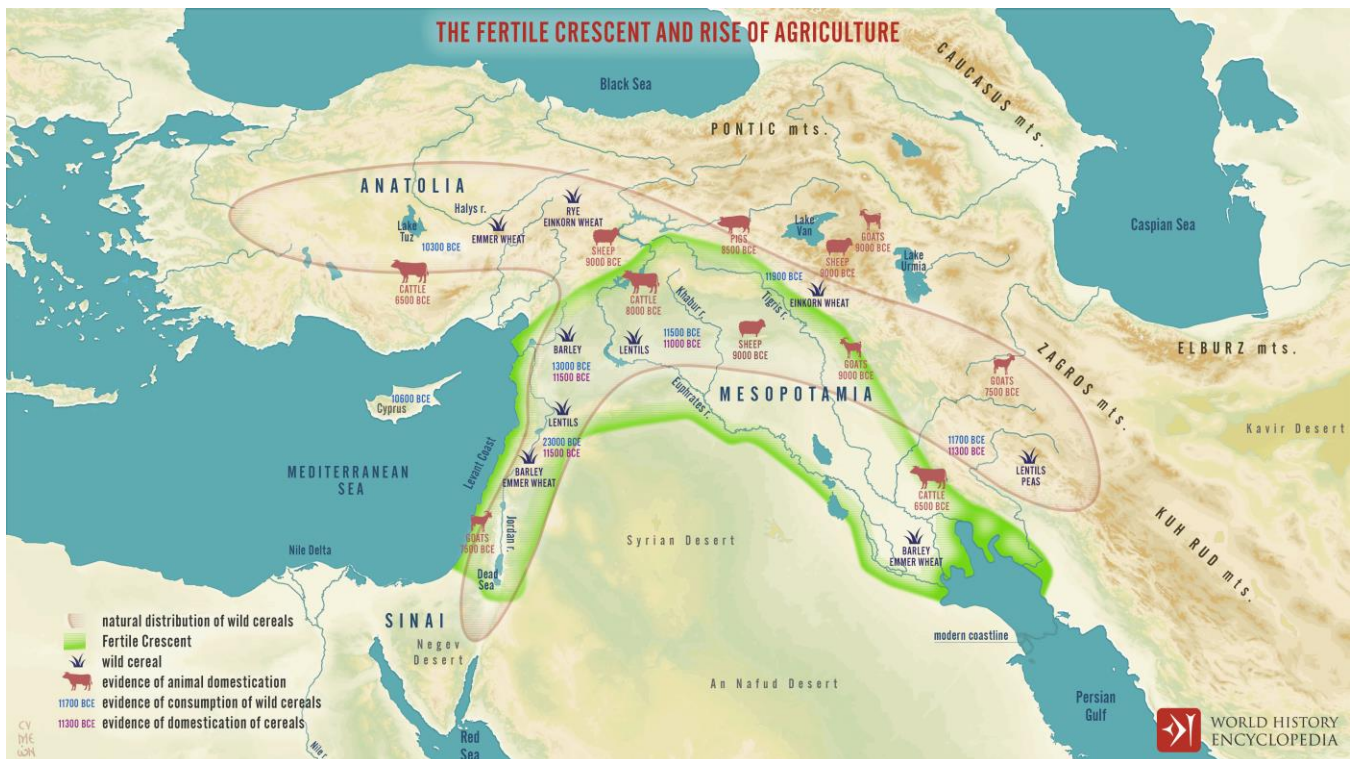 THE FERTILE CRESCENT AND RISE OF AGRICULTURE
Black Sea
CAUCASUS mts.
PONTIC mts.
Caspian Sea
ANATOLIA
Halys r.
Lake
Tuz
10300 BCE
EMMER WHEAT
RYE
EINKORN WHEAT
SHEEP
9000 BCE
PIGS
8500 BCE
Lake
Van
GOATS
9000 BCE
SHEEP
9000 BCE
Lake
Urmia
CATTLE
6500 BCE
CATTLE
8000 BCE
Khabur r.
Tigris r.
11900 BCE
EINKORN WHEAT
BARLEY
13000 BCE
11500 BCE
LENTILS
11500 BCE
11000 BCE
SHEEP
9000 BCE
GOATS
9000 BCE
ZAGROS mts.
ELBURZ mts.
GOATS
7500 BCE
10600 BCE
Cyprus
Euphrates r.
MESOPOTAMIA
LENTILS
23000 BCE
11500 BCE
BARLEY
EMMER WHEAT
Levant Coast
MEDITERRANEAN
SEA
Kavir Desert
11700 BCE
11300 BCE
LENTILS
PEAS
CATTLE
6500 BCE
KUH RUD mts.
GOATS
7500 BCE
Jordan r.
Dead
Sea
Syrian Desert
BARLEY
EMMER WHEAT
Nile Delta
SINAI
Negev
Desert
modern coastline
An Nafud Desert
Persian
Gulf
Red
Sea
Nile r.
natural distribution of wild cereals
Fertile Crescent
wild cereal
evidence of animal domestication
11700 BCE evidence of consumption of wild cereals
11300 BCE evidence of domestication of cereals
WORLD HISTORY
ENCYCLOPEDIA